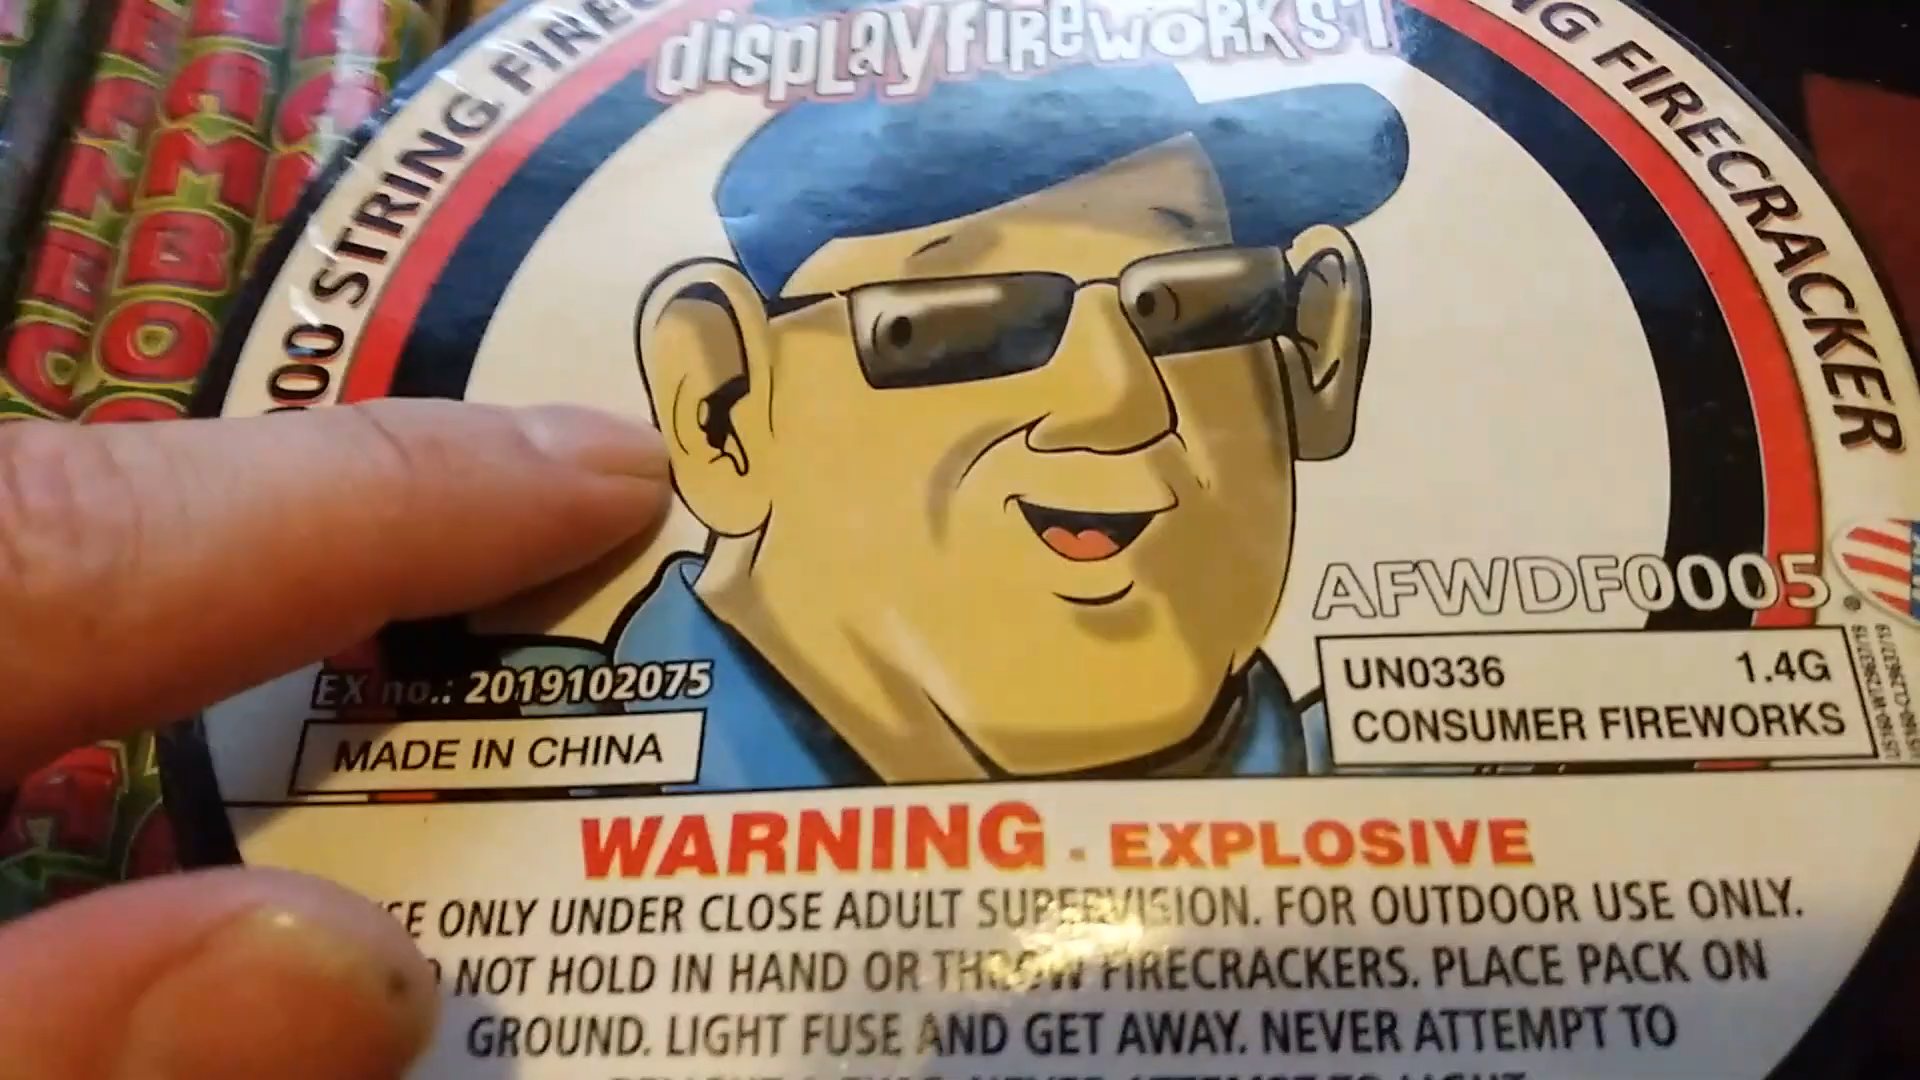 displayfireworks1
STRING
NG FIRECRACKER
AFWDF0005
EX no.: 2019102075
MADE IN CHINA
UN0336 1.4G
CONSUMER FIREWORKS
WARNING - EXPLOSIVE
ONLY UNDER CLOSE ADULT SUPERVISION. FOR OUTDOOR USE ONLY.
NOT HOLD IN HAND OR THROW FIRECRACKERS. PLACE PACK ON
GROUND. LIGHT FUSE AND GET AWAY. NEVER ATTEMPT TO